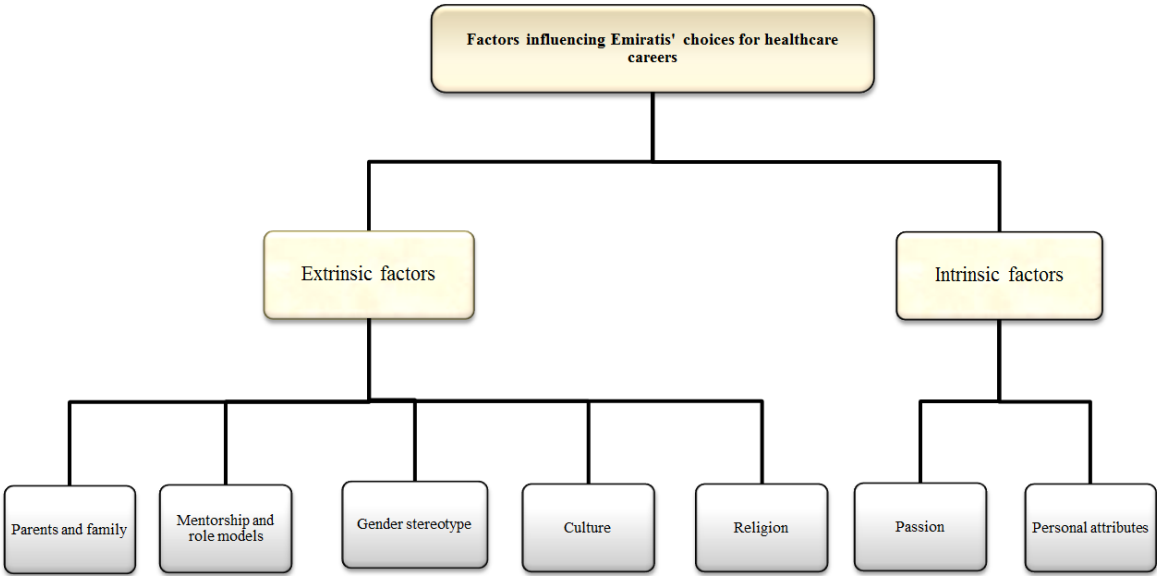 Factors influencing Emiratis' choices for healthcare
careers
Extrinsic factors
Intrinsic factors
Parents and family
Mentorship and
role models
Gender stereotype
Culture
Religion
Passion
Personal attributes